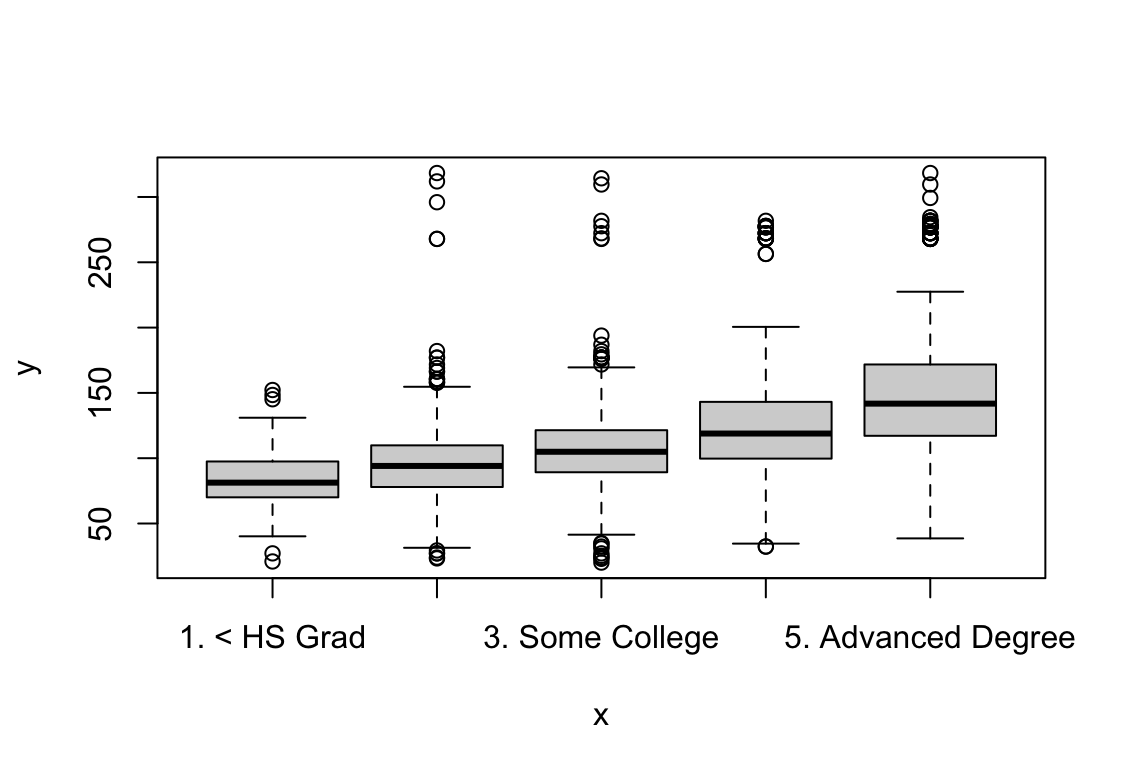 250
150
50
y
1. < HS Grad
3. Some College
5. Advanced Degree
x